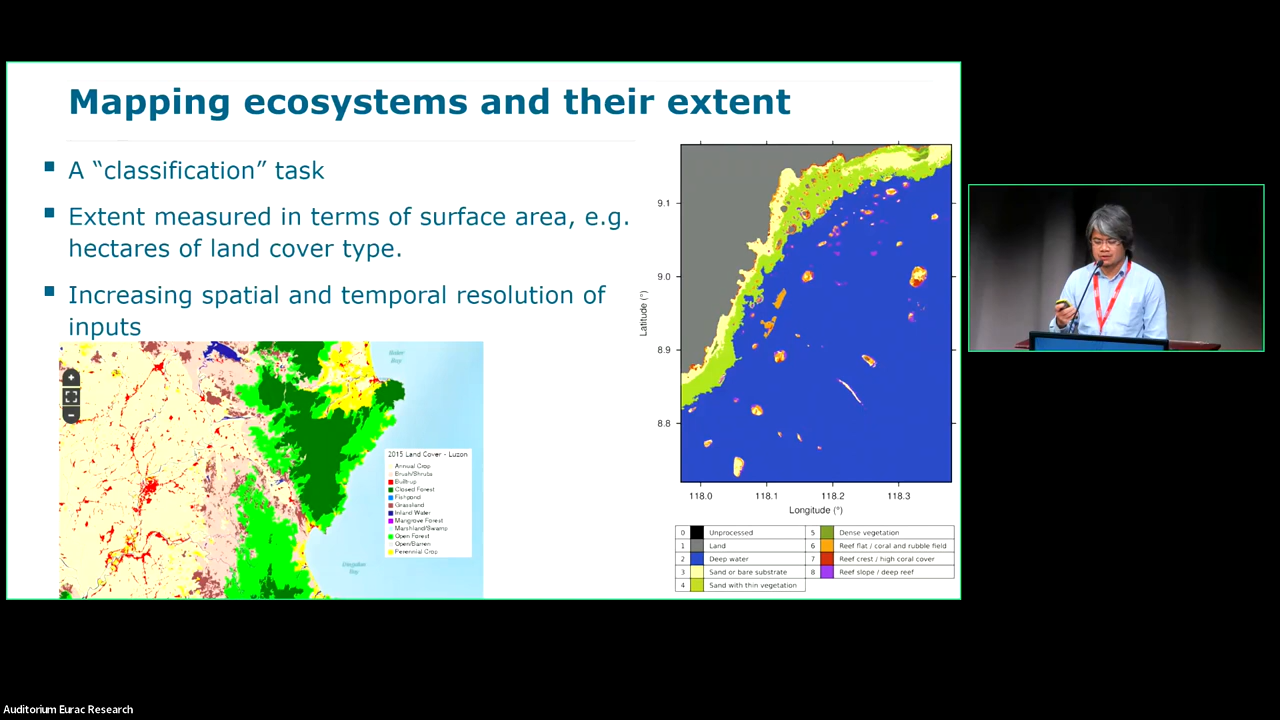 Mapping ecosystems and their extent
A “classification” task
Extent measured in terms of surface area, e.g.
hectares of land cover type.
Increasing spatial and temporal resolution of
inputs
2015 Land Cover - Luzon
Annual Crop
Brush/Shrubs
Built-up
Closed Forest
Fishpond
Grassland
Inland Water
Mangrove Forest
Marshland/Swamp
Open Forest
Open/Barren
Perennial Crop
9.1
9.0
8.9
8.8
Latitude (°)
118.0 118.1 118.2 118.3
Longitude (°)
0 Unprocessed
1 Land
2 Deep water
3 Sand or bare substrate
4 Sand with thin vegetation
5 Dense vegetation
6 Reef flat / coral and rubble field
7 Reef crest / high coral cover
8 Reef slope / deep reef
Auditorium Eurac Research